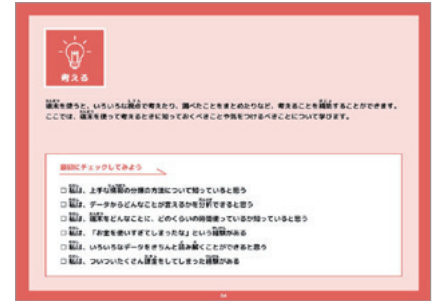 考える
端末を使うと、いろいろな視点で考えたり、調べたことをまとめたりなど、考えることを補助することができます。
ここでは、端末を使って考えるときに知っておくべきことや気をつけるべきことについて学びます。
最初にチェックしてみよう
□ 私は、上手な情報の分類の方法について知っていると思う
□ 私は、データからどんなことが言えるかを分析できると思う
□ 私は、端末をどんなことに、どのくらいの時間使っているか知っていると思う
□ 私は、「お金を使いすぎてしまったな」という経験がある
□ 私は、いろいろなデータをきちんと読み解くことができると思う
□ 私は、ついついたくさん課金をしてしまった経験がある